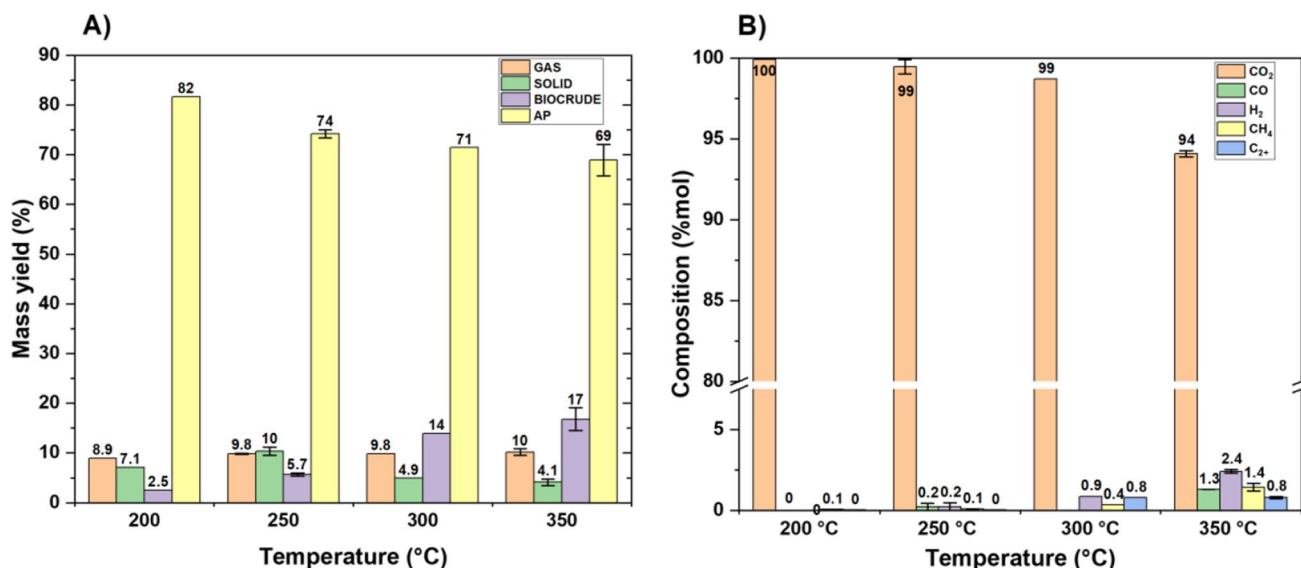 A)
90
80
70
60
50
40
30
20
10
0
Mass yield (%)
GAS
SOLID
BIOCRUDE
AP
8.9
7.1
2.5
82
9.8
10
5.7
74
9.8
4.9
14
71
10
4.1
17
69
200
250
300
350
Temperature (°C)
B)
100
95
90
85
80
5
0
Composition (%mol)
CO₂
CO
H₂
CH₄
C₂₊
100
0
0
0.1
0
99
0.2
0.2
0.1
0
99
0.9
0.4
0.8
94
1.3
2.4
1.4
0.8
200 °C
250 °C
300 °C
350 °C
Temperature (°C)